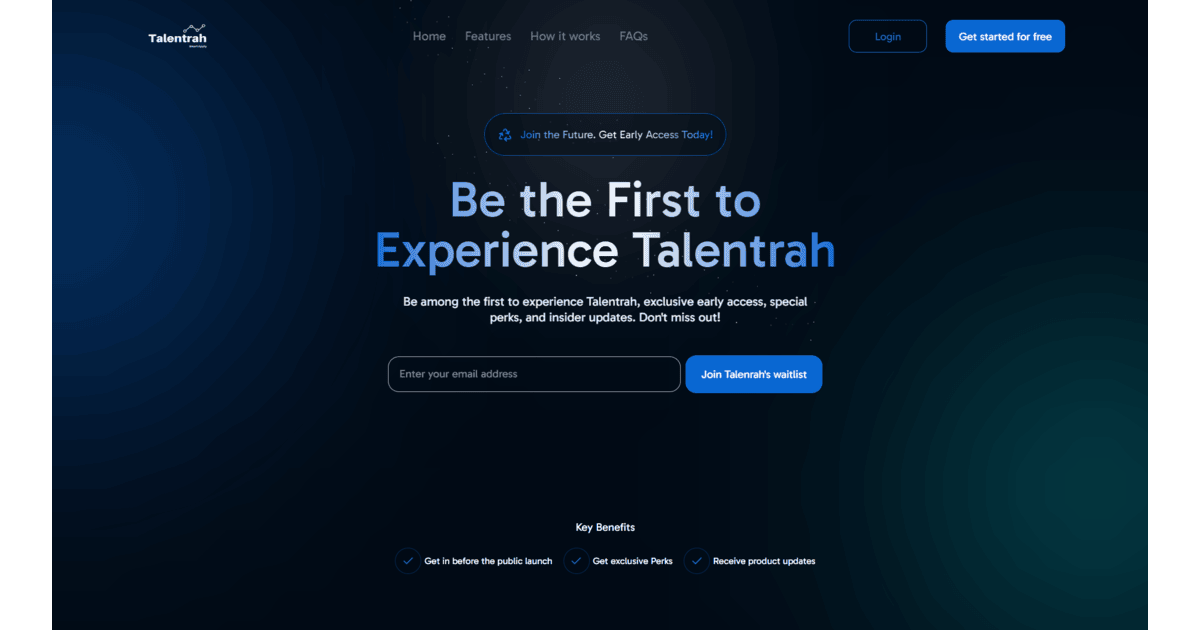 Talentrah
Home Features How it works FAQs
Login
Get started for free
Join the Future. Get Early Access Today!
Be the First to
Experience Talentrah
Be among the first to experience Talentrah, exclusive early access, special
perks, and insider updates. Don't miss out!
Enter your email address
Join Talenrah's waitlist
Key Benefits
Get in before the public launch
Get exclusive Perks
Receive product updates